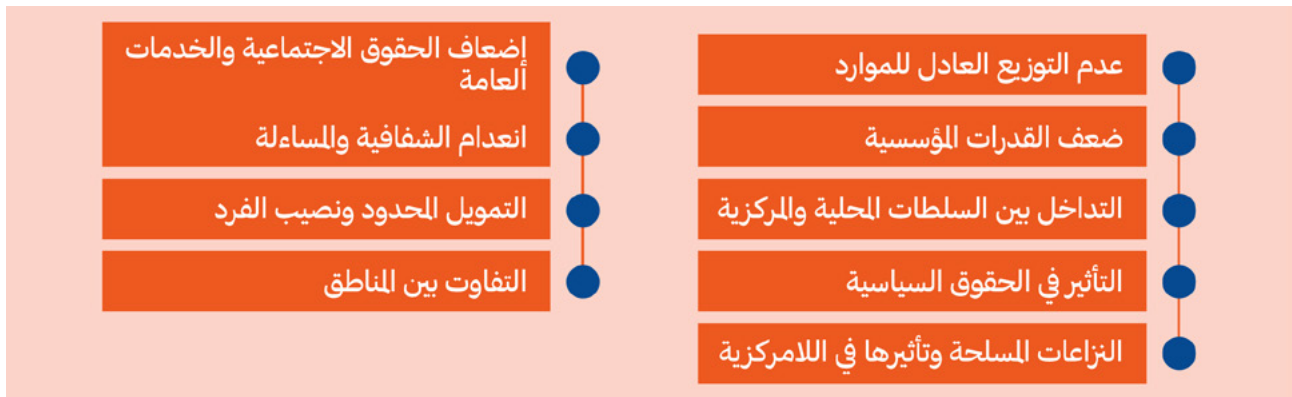 عدم التوزيع العادل للموارد
ضعف القدرات المؤسسية
التداخل بين السلطات المحلية والمركزية
التأثير في الحقوق السياسية
النزاعات المسلحة وتأثيرها في اللامركزية
إضعاف الحقوق الاجتماعية والخدمات
العامة
انعدام الشفافية والمساءلة
التمويل المحدود ونصيب الفرد
التفاوت بين المناطق